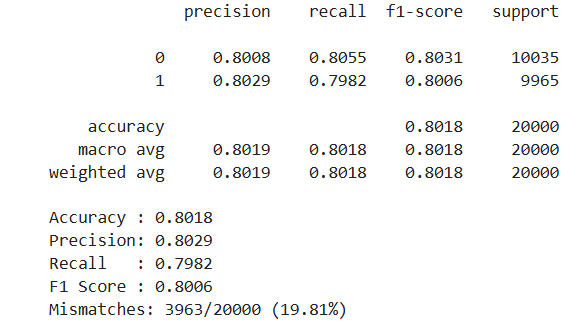 precision recall f1-score support
0 0.8008 0.8055 0.8031 10035
1 0.8029 0.7982 0.8006 9965
accuracy 0.8018 20000
macro avg 0.8019 0.8018 0.8018 20000
weighted avg 0.8019 0.8018 0.8018 20000
Accuracy : 0.8018
Precision: 0.8029
Recall : 0.7982
F1 Score : 0.8006
Mismatches: 3963/20000 (19.81%)